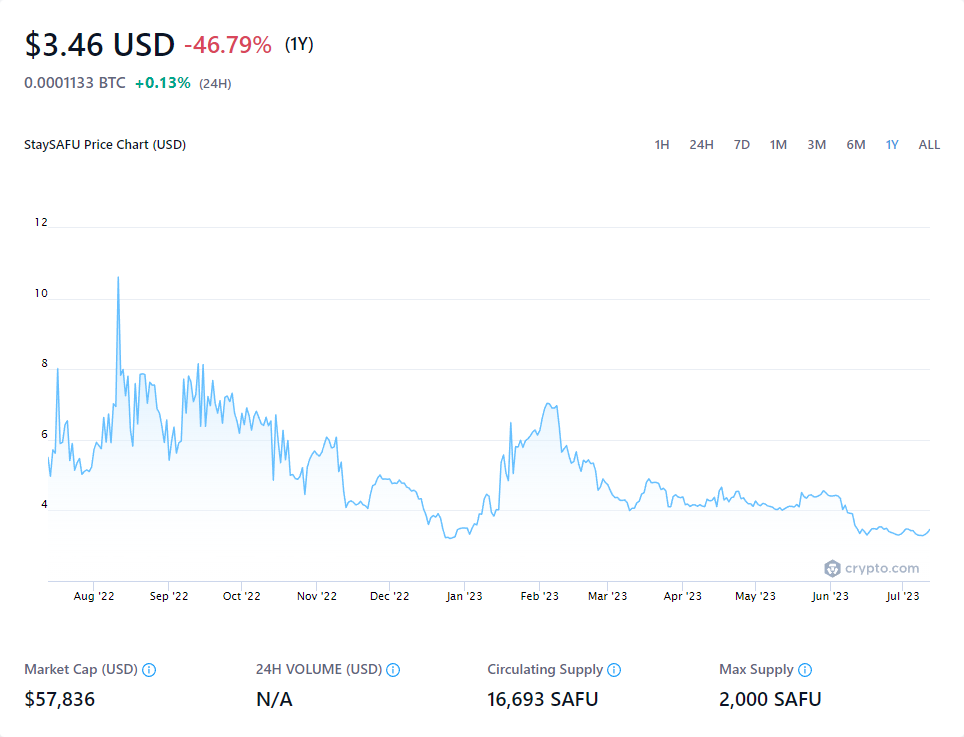 $3.46 USD -46.79% (1Y)
0.0001133 BTC +0.13% (24H)
StaySAFU Price Chart (USD) 1H 24H 7D 1M 3M 6M 1Y ALL
12
10
8
6
4
crypto.com
Aug '22 Sep '22 Oct '22 Nov '22 Dec '22 Jan '23 Feb '23 Mar '23 Apr '23 May '23 Jun '23 Jul '23
Market Cap (USD) 24H VOLUME (USD) Circulating Supply Max Supply
$57,836 N/A 16,693 SAFU 2,000 SAFU